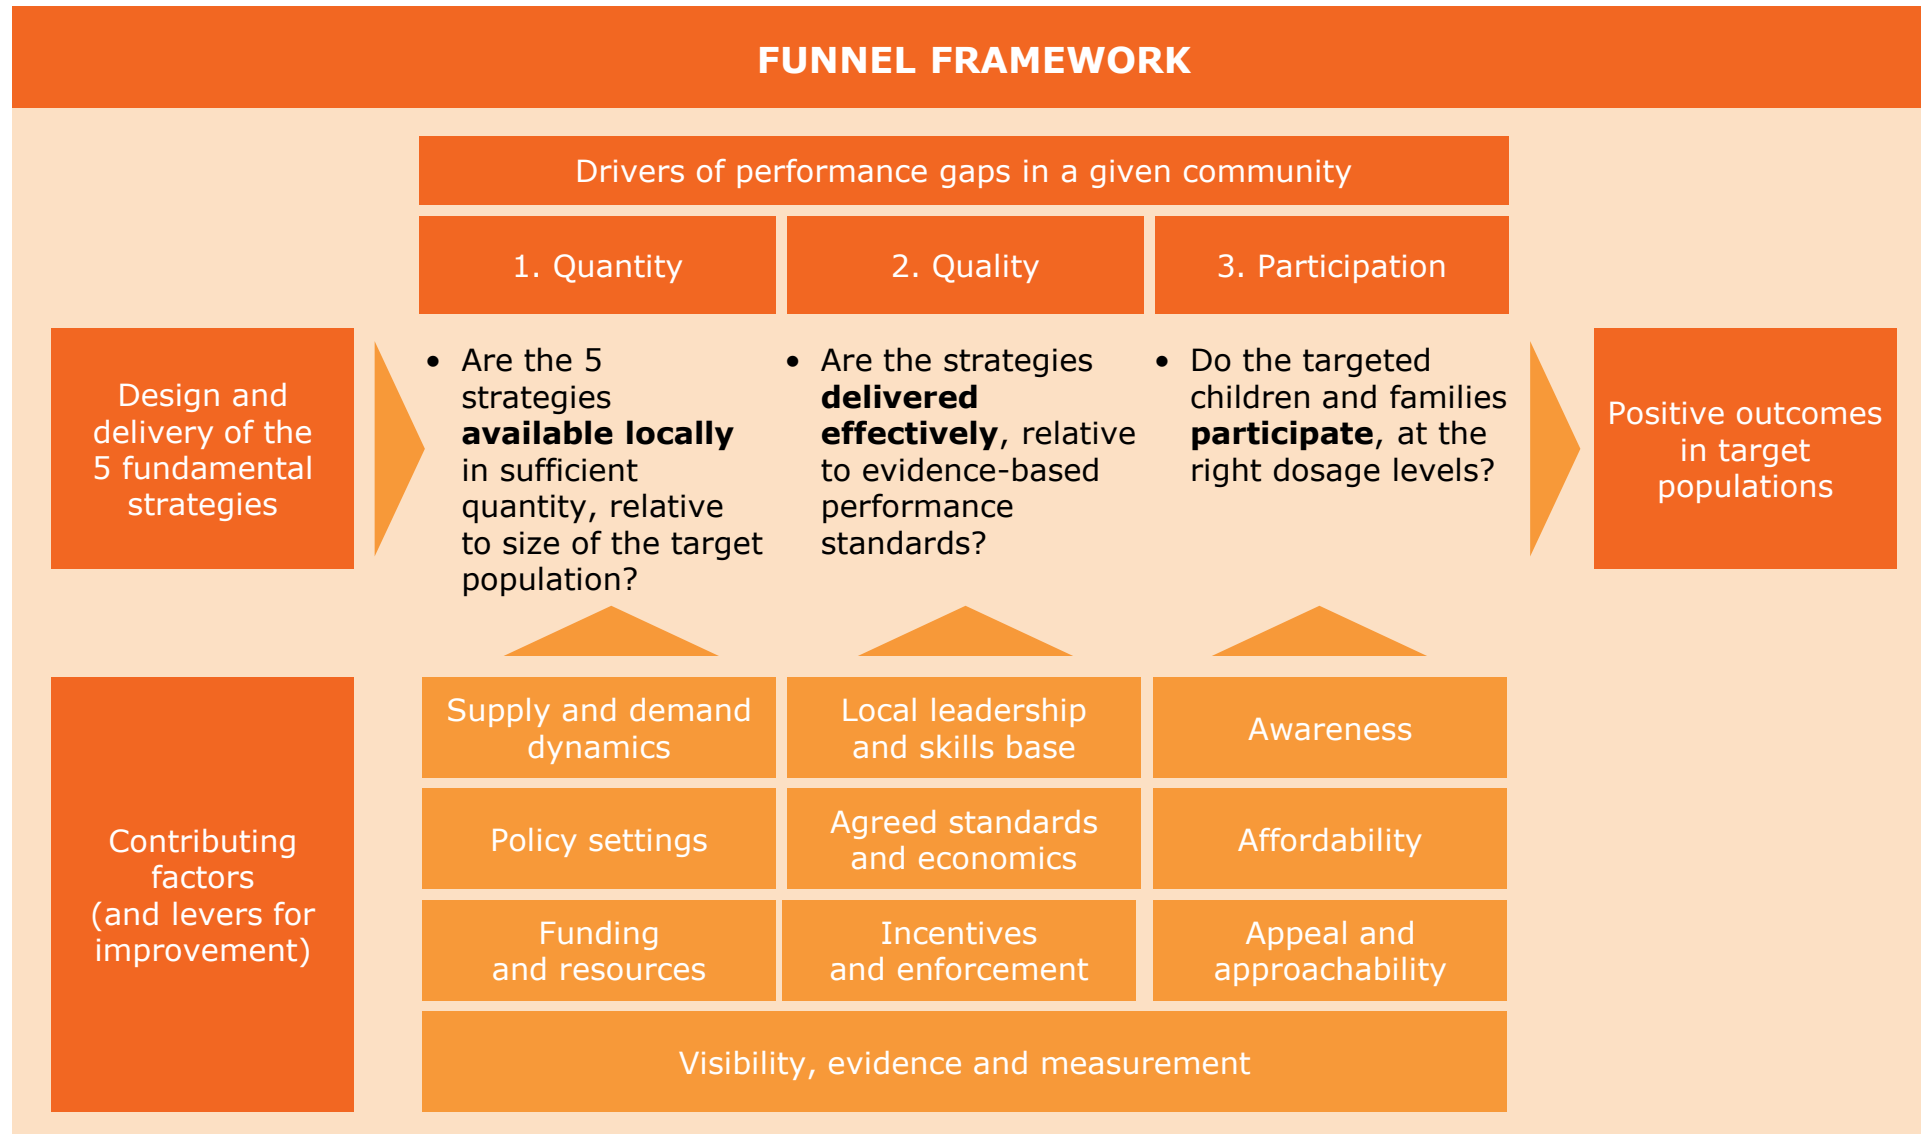 FUNNEL FRAMEWORK
Drivers of performance gaps in a given community
1. Quantity
2. Quality
3. Participation
Design and
delivery of the
5 fundamental
strategies
• Are the 5
strategies
available locally
in sufficient
quantity, relative
to size of the target
population?
• Are the strategies
delivered
effectively, relative
to evidence-based
performance
standards?
• Do the targeted
children and families
participate, at the
right dosage levels?
Positive outcomes
in target
populations
Contributing
factors
(and levers for
improvement)
Supply and demand
dynamics
Local leadership
and skills base
Awareness
Policy settings
Agreed standards
and economics
Affordability
Funding
and resources
Incentives
and enforcement
Appeal and
approachability
Visibility, evidence and measurement